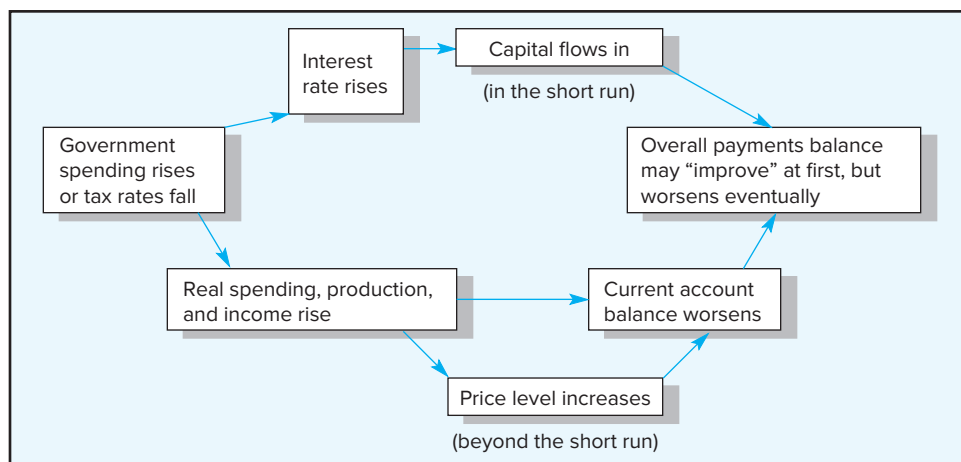 Interest
rate rises
Capital flows in
(in the short run)
Government
spending rises
or tax rates fall
Overall payments balance
may “improve” at first, but
worsens eventually
Real spending, production,
and income rise
Current account
balance worsens
Price level increases
(beyond the short run)